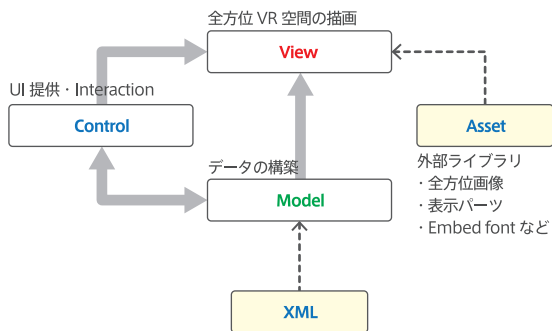 全方位 VR 空間の描画
View
UI 提供・Interaction
Control
Asset
データの構築
Model
外部ライブラリ
・全方位画像
・表示パーツ
・Embed font など
XML